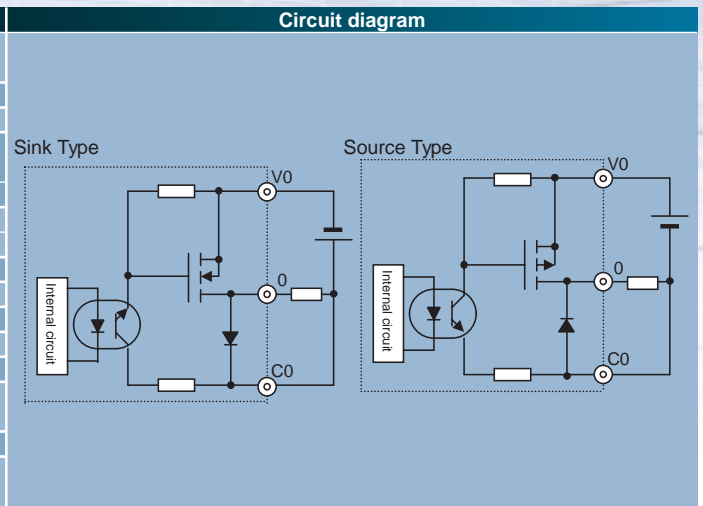 Circuit diagram
Sink Type
Source Type
V0
0
C0
Internal circuit
V0
0
C0
Internal circuit